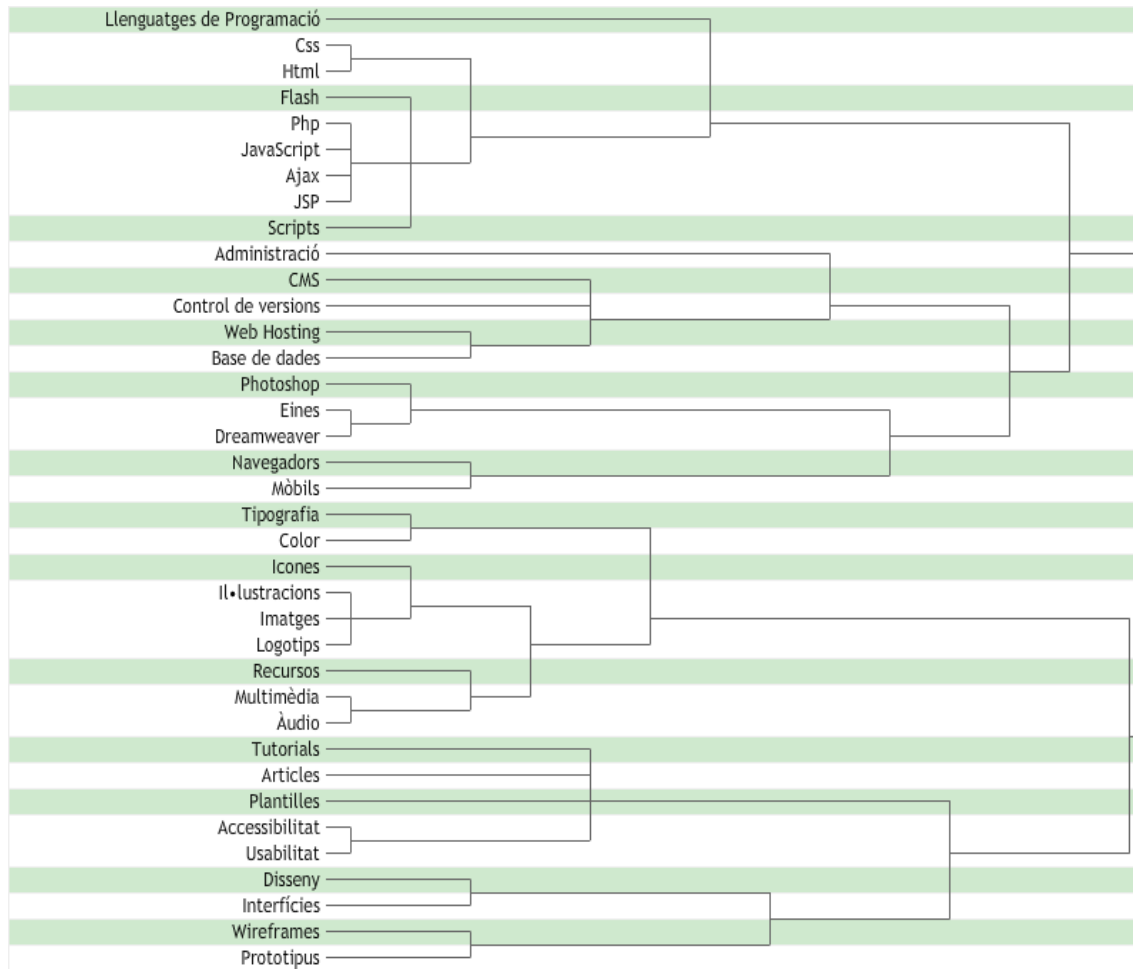 Llenguatges de Programació
Css
Html
Flash
Php
JavaScript
Ajax
JSP
Scripts
Administració
CMS
Control de versions
Web Hosting
Base de dades
Photoshop
Eines
Dreamweaver
Navegadors
Mòbils
Tipografia
Color
Icones
Il•lustracions
Imatges
Logotips
Recursos
Multimèdia
Àudio
Tutorials
Articles
Plantilles
Accessibilitat
Usabilitat
Disseny
Interfícies
Wireframes
Prototipus